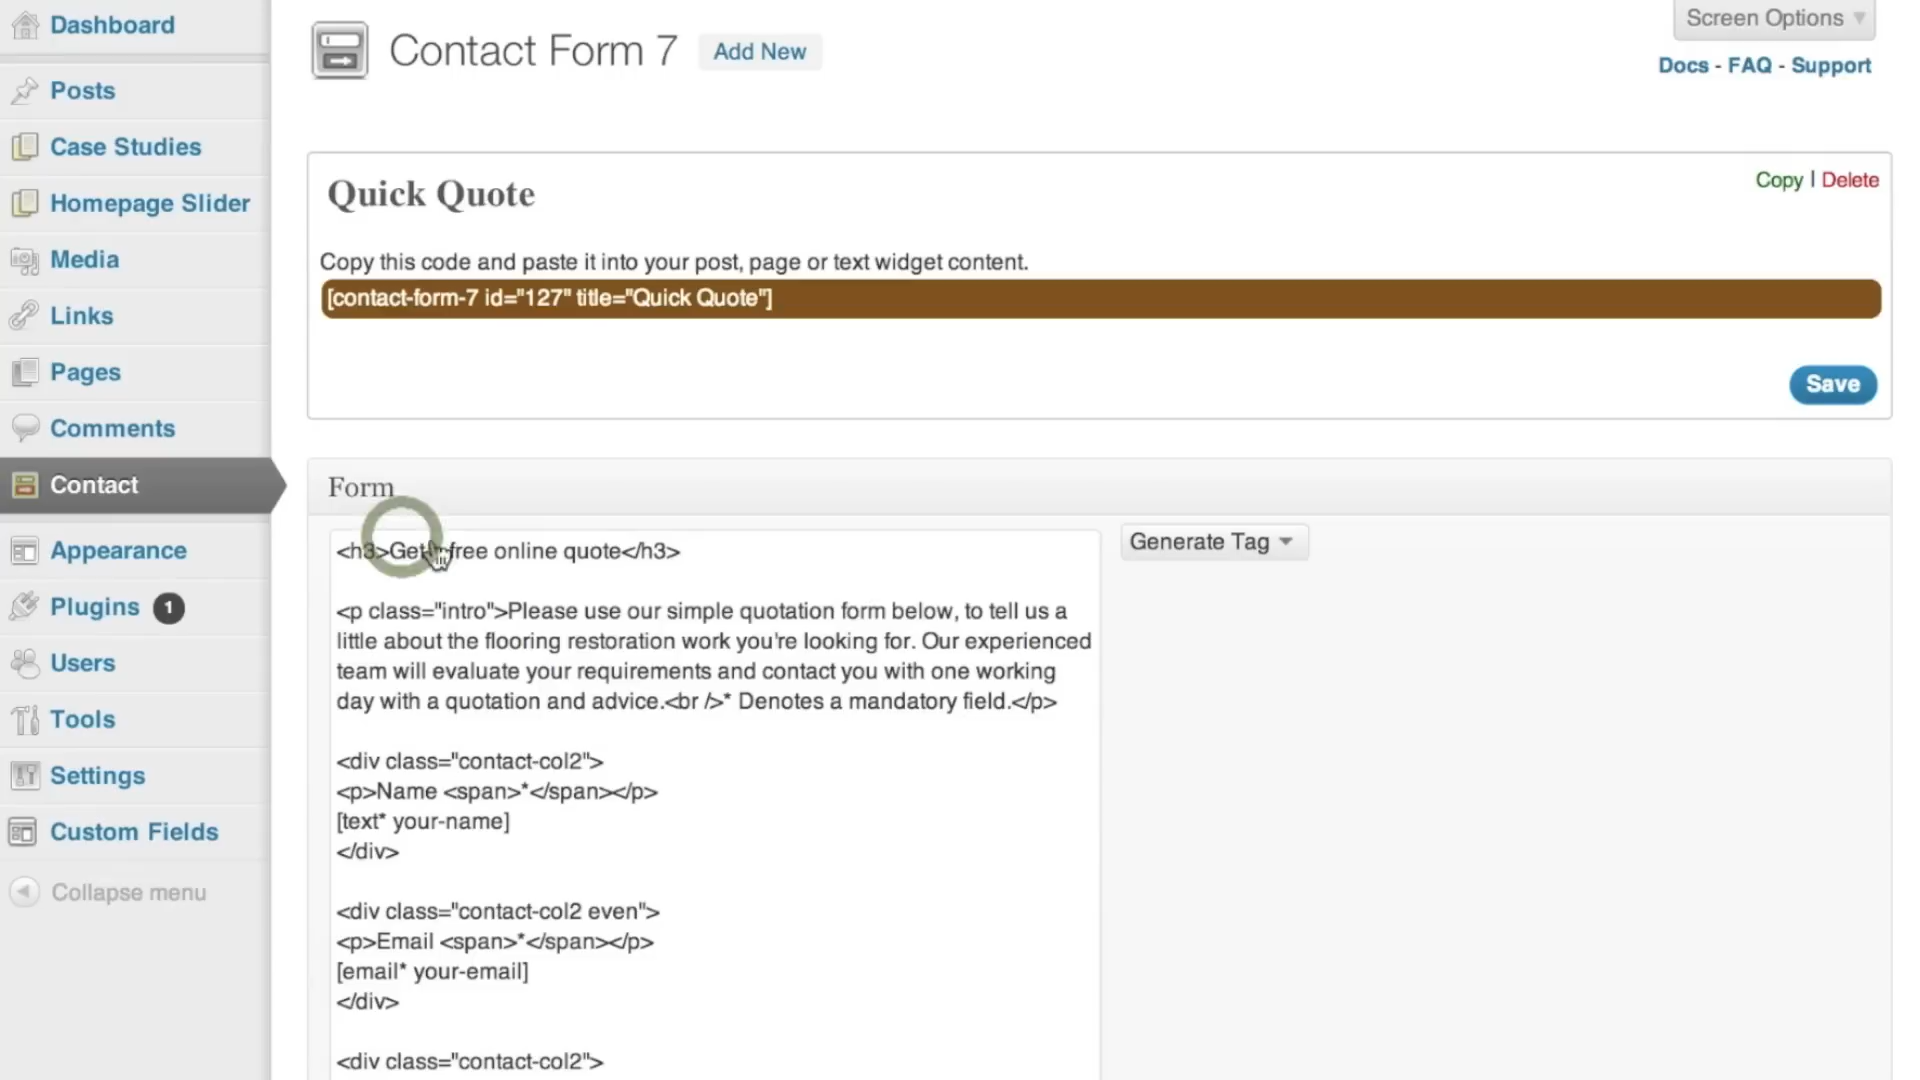 Dashboard
Posts
Case Studies
Homepage Slider
Media
Links
Pages
Comments
Contact
Appearance
Plugins 1
Users
Tools
Settings
Custom Fields
Collapse menu
Screen Options
Docs - FAQ - Support
Contact Form 7 Add New
Quick Quote
Copy | Delete
Copy this code and paste it into your post, page or text widget content.
[contact-form-7 id="127" title="Quick Quote"]
Save
Form
Generate Tag
<h3>Get free online quote</h3>
<p class="intro">Please use our simple quotation form below, to tell us a
little about the flooring restoration work you're looking for. Our experienced
team will evaluate your requirements and contact you with one working
day with a quotation and advice.<br />* Denotes a mandatory field.</p>
<div class="contact-col2">
<p>Name <span>*</span></p>
[text* your-name]
</div>
<div class="contact-col2 even">
<p>Email <span>*</span></p>
[email* your-email]
</div>
<div class="contact-col2">